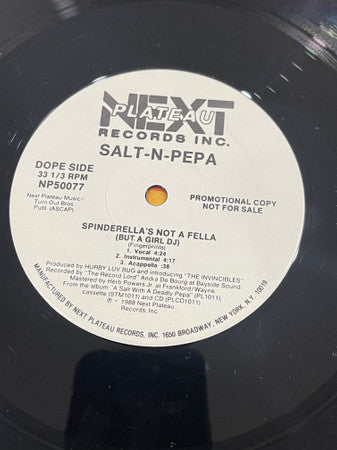 NEXT
PLATEAU
RECORDS INC.
SALT-N-PEPA
DOPE SIDE
33 1/3 RPM
NP50077
Next Plateau Music/
Turn Out Bros.
Publ. (ASCAP)
PROMOTIONAL COPY
NOT FOR SALE
SPINDERELLA'S NOT A FELLA
(BUT A GIRL DJ)
(Fingerprints)
1. Vocal 4:24
2. Instrumental 4:17
3. Acappella :38
Produced by HURBY LUV BUG and introducing "THE INVINCIBLES"
Recorded by "The Record Lord" Andre De Bourg at Bayside Sound.
Mastered by Herb Powers Jr. at Frankford/Wayne.
From the album "A Salt With A Deadly Pepa" (PL1011);
cassette (STM1011) and CD (PLCD1011)
℗ © 1988 Next Plateau
Records, Inc.
MANUFACTURED BY NEXT PLATEAU RECORDS, INC. 1650 BROADWAY, NEW YORK, N.Y. 10019